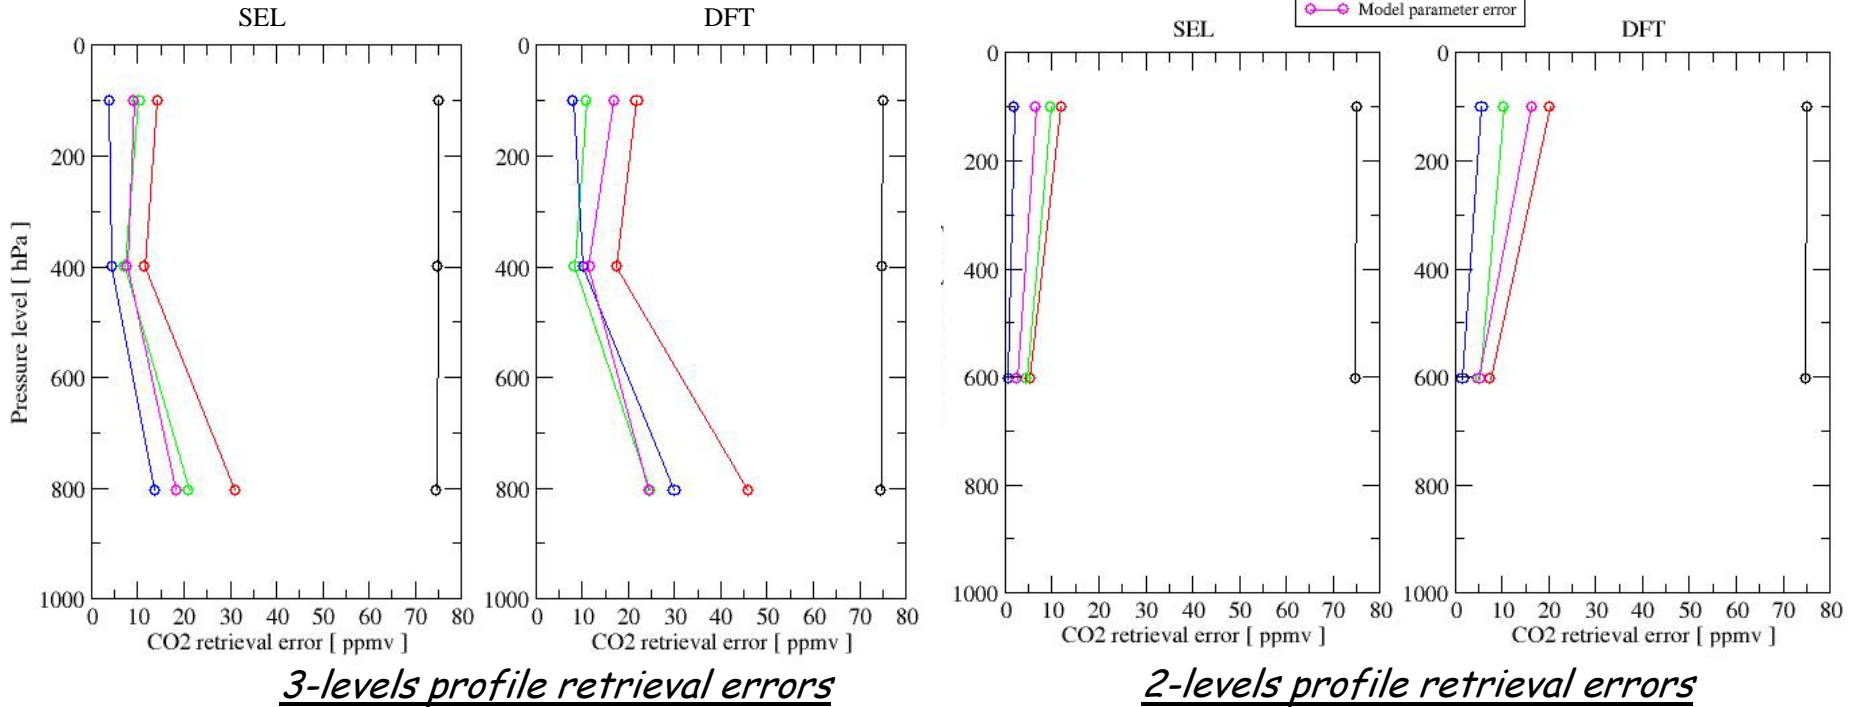 Model parameter error
SEL
DFT
SEL
DFT
0
200
400
600
800
1000
Pressure level [ hPa ]
0 10 20 30 40 50 60 70 80
CO2 retrieval error [ ppmv ]
0
200
400
600
800
1000
0 10 20 30 40 50 60 70 80
CO2 retrieval error [ ppmv ]
3-levels profile retrieval errors
0
200
400
600
800
1000
0 10 20 30 40 50 60 70 80
CO2 retrieval error [ ppmv ]
0
200
400
600
800
1000
0 10 20 30 40 50 60 70 80
CO2 retrieval error [ ppmv ]
2-levels profile retrieval errors